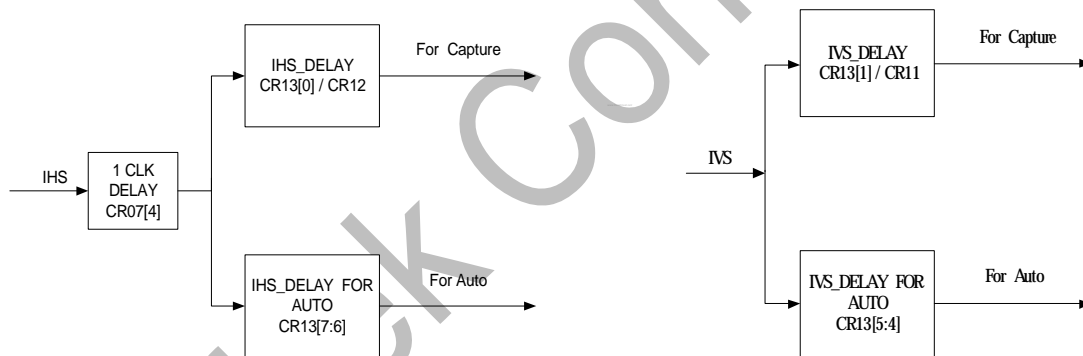 IHS
1 CLK
DELAY
CR07[4]
IHS_DELAY
CR13[0] / CR12
For Capture
IHS_DELAY FOR
AUTO
CR13[7:6]
For Auto
IVS
IVS_DELAY
CR13[1] / CR11
For Capture
IVS_DELAY FOR
AUTO
CR13[5:4]
For Auto